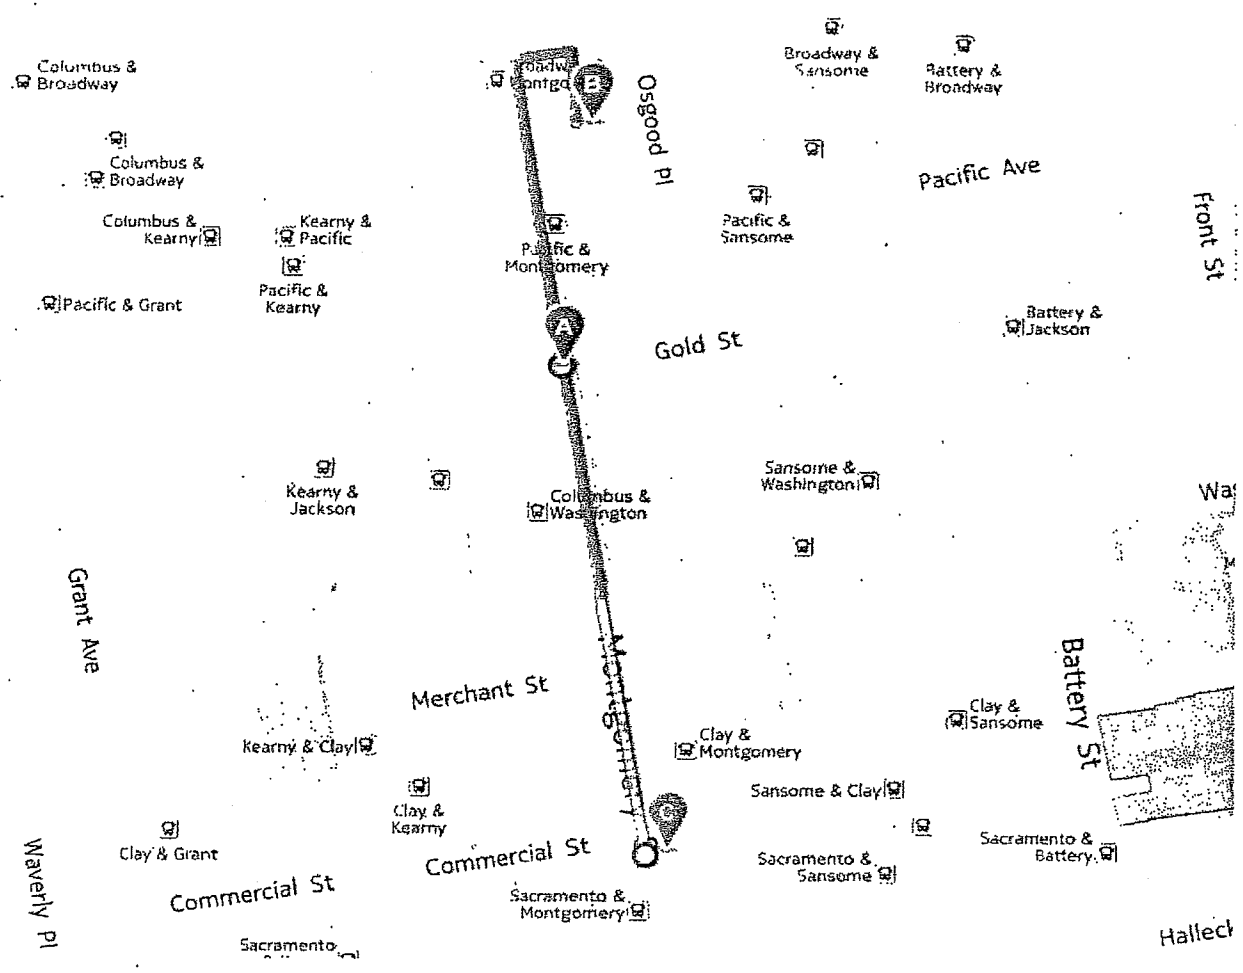 Broadway &
Sansome
Battery &
Broadway
Columbus &
Broadway
B
Osgood Pl
Columbus &
Broadway
Pacific Ave
Front St
Columbus &
Kearny
Kearny &
Pacific
Pacific &
Montgomery
Pacific &
Sansome
Pacific &
Kearny
Pacific & Grant
A
Gold St
Battery &
Jackson
Kearny &
Jackson
Columbus &
Washington
Sansome &
Washington
Grant Ave
Montgomery
Battery St
Merchant St
Clay &
Sansome
Kearny & Clay
Clay &
Montgomery
Clay &
Kearny
Sansome & Clay
C
Clay & Grant
Commercial St
Sacramento &
Battery
Waverly Pl
Commercial St
Sacramento &
Sansome
Sacramento &
Montgomery
Sacramento
Halleck